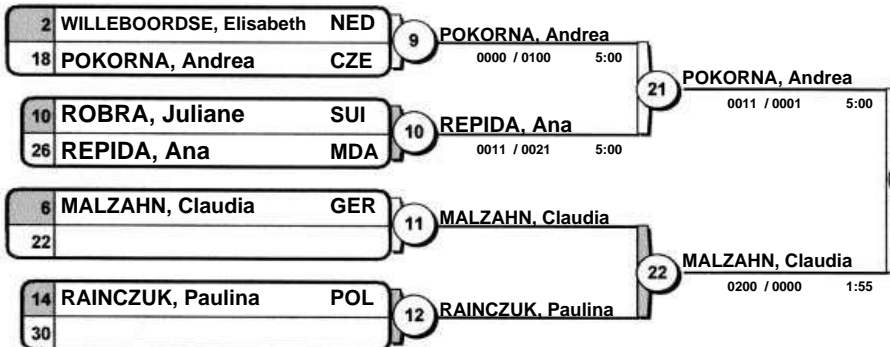 2 WILLEBOORDSE, Elisabeth NED
18 POKORNA, Andrea CZE
9
POKORNA, Andrea
0000 / 0100 5:00
10 ROBRA, Juliane SUI
26 REPIDA, Ana MDA
10
REPIDA, Ana
0011 / 0021 5:00
21
POKORNA, Andrea
0011 / 0001 5:00
6 MALZAHN, Claudia GER
22
11
MALZAHN, Claudia
14 RAINCZUK, Paulina POL
30
12
RAINCZUK, Paulina
22
MALZAHN, Claudia
0200 / 0000 1:55